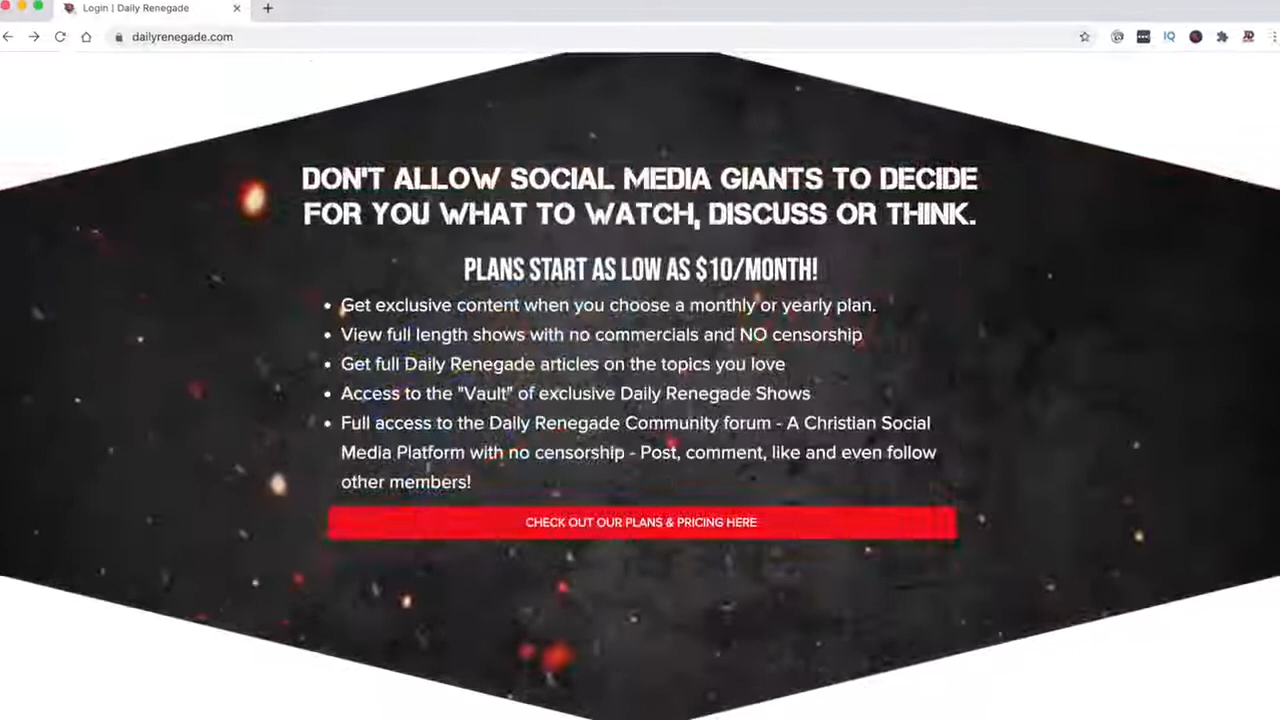 Login | Daily Renegade
dailyrenegade.com
DON'T ALLOW SOCIAL MEDIA GIANTS TO DECIDE
FOR YOU WHAT TO WATCH, DISCUSS OR THINK.
PLANS START AS LOW AS $10/MONTH!
• Get exclusive content when you choose a monthly or yearly plan.
• View full length shows with no commercials and NO censorship
• Get full Daily Renegade articles on the topics you love
• Access to the "Vault" of exclusive Daily Renegade Shows
• Full access to the Daily Renegade Community forum - A Christian Social
Media Platform with no censorship - Post, comment, like and even follow
other members!
CHECK OUT OUR PLANS & PRICING HERE